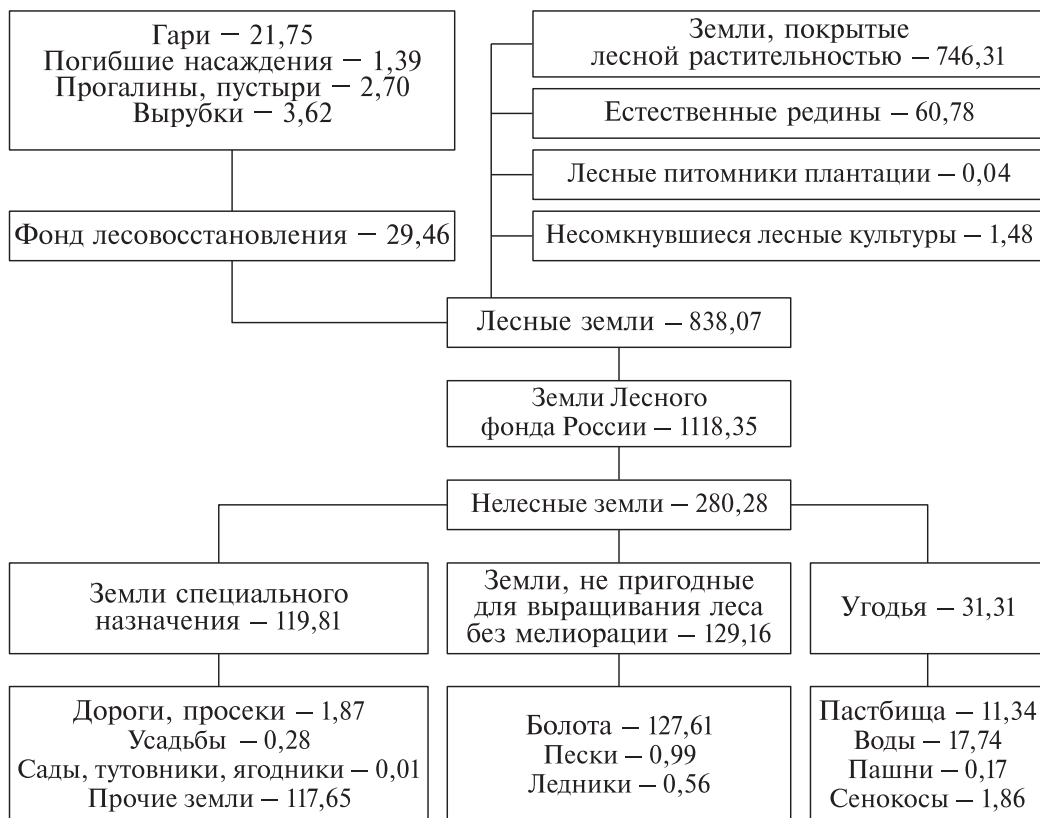 Гари – 21,75
Погибшие насаждения – 1,39
Прогалины, пустыри – 2,70
Вырубки – 3,62
Фонд лесовосстановления – 29,46
Земли, покрытые
лесной растительностью – 746,31
Естественные редины – 60,78
Лесные питомники плантации – 0,04
Несомкнувшиеся лесные культуры – 1,48
Лесные земли – 838,07
Земли Лесного
фонда России – 1118,35
Нелесные земли – 280,28
Земли специального
назначения – 119,81
Земли, не пригодные
для выращивания леса
без мелиорации – 129,16
Угодья – 31,31
Дороги, просеки – 1,87
Усадьбы – 0,28
Сады, тутовники, ягодники – 0,01
Прочие земли – 117,65
Болота – 127,61
Пески – 0,99
Ледники – 0,56
Пастбища – 11,34
Воды – 17,74
Пашни – 0,17
Сенокосы – 1,86